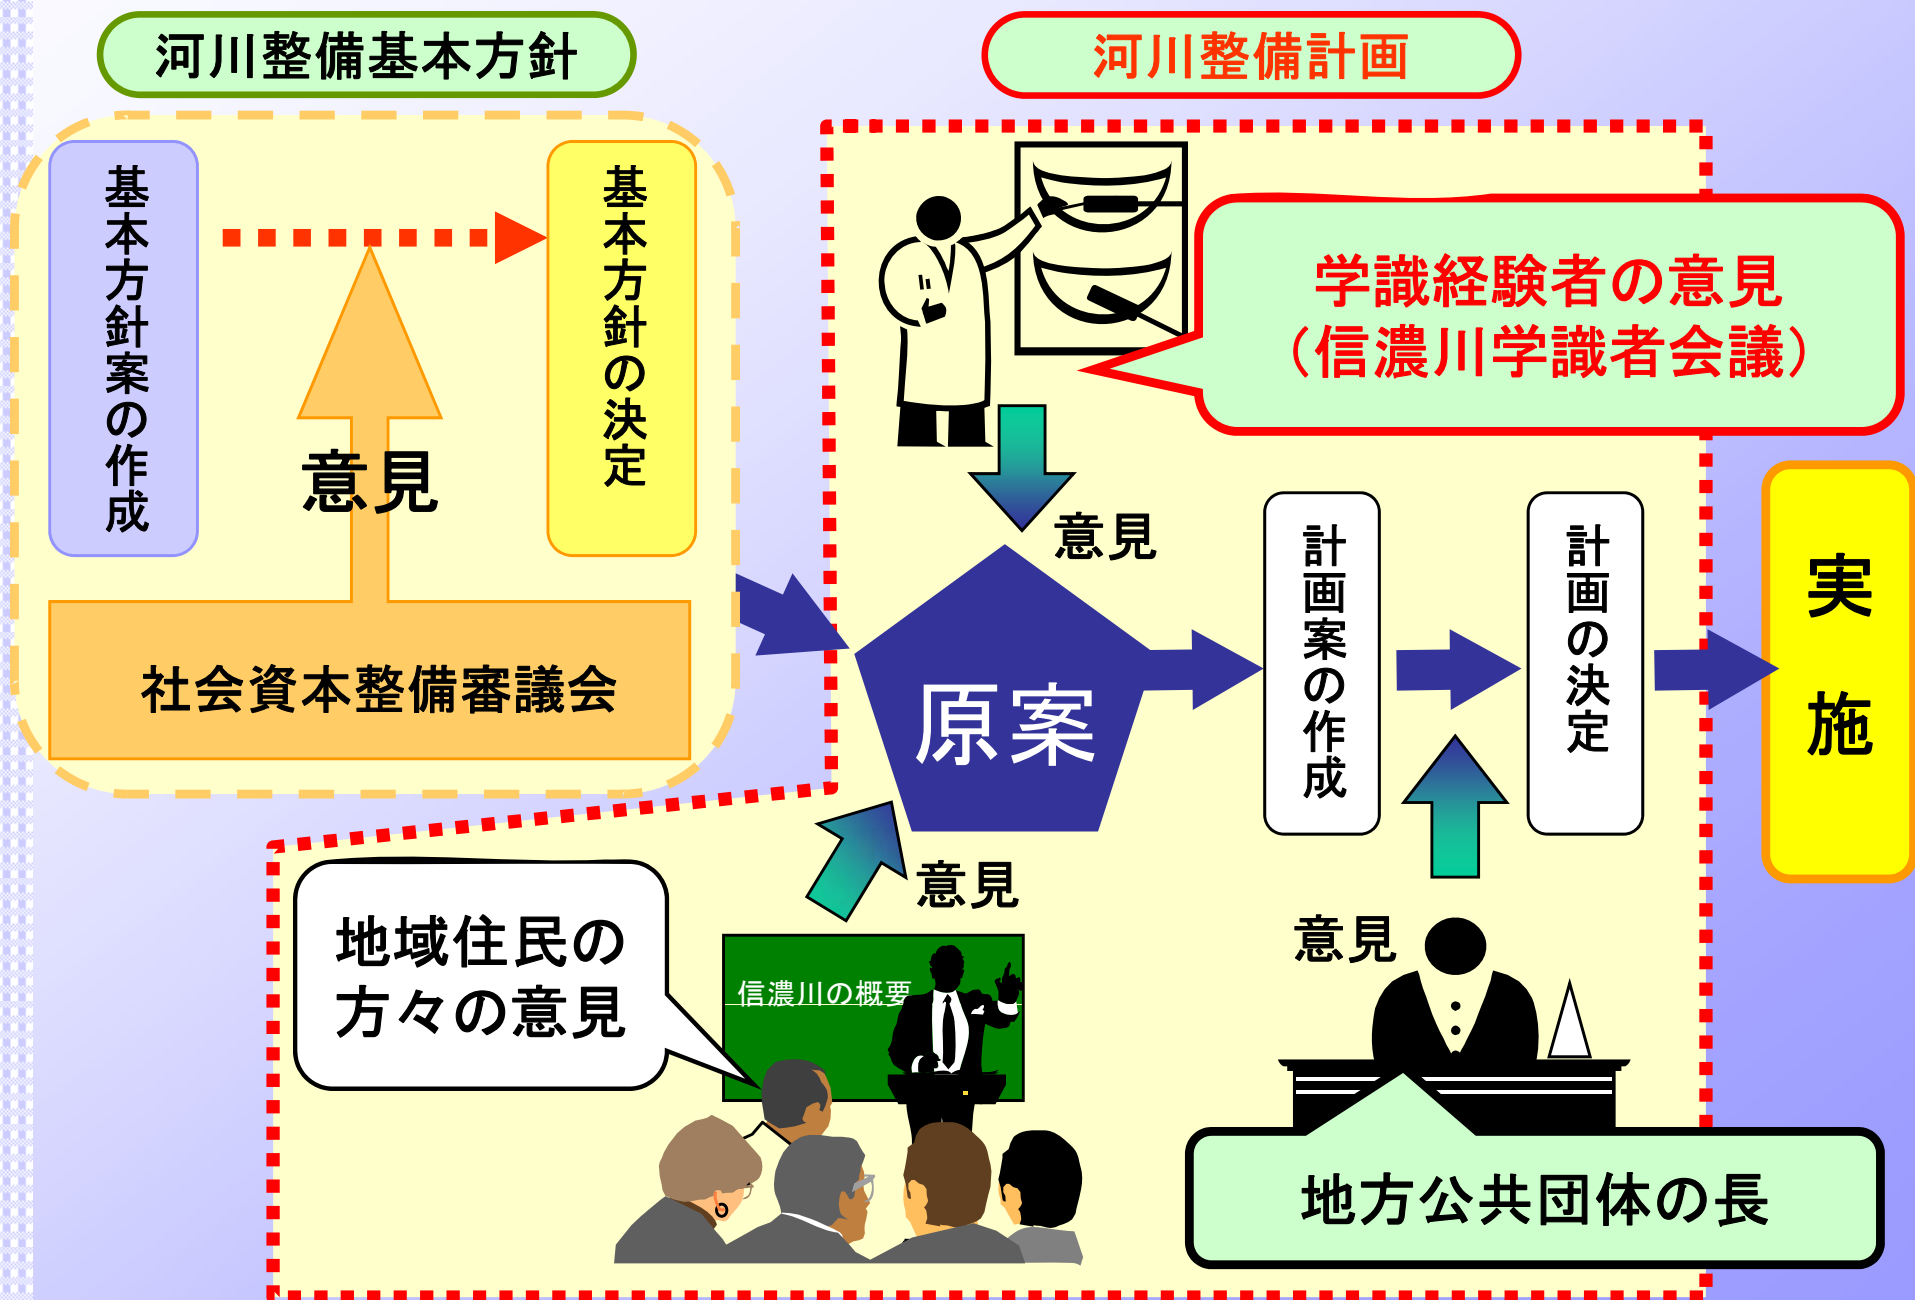 河川整備基本方針
基本方針案の作成
基本方針の決定
意見
社会資本整備審議会
河川整備計画
学識経験者の意見
（信濃川学識者会議）
意見
原案
計画案の作成
計画の決定
実施
意見
地域住民の
方々の意見
信濃川の概要
意見
地方公共団体の長